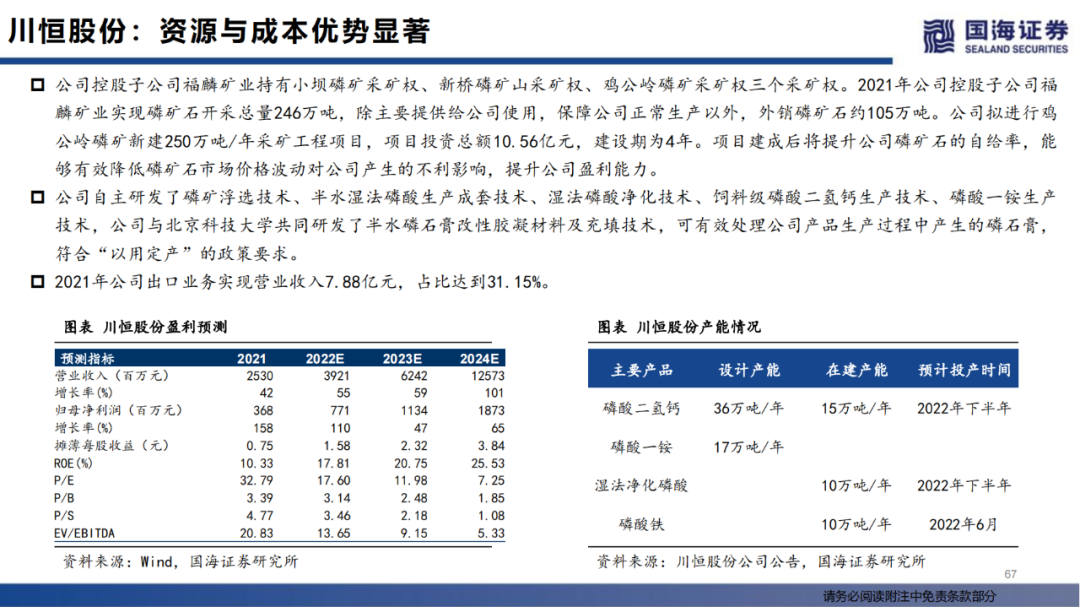 川恒股份：资源与成本优势显著
国海证券
SEALAND SECURITIES
公司控股子公司福麟矿业持有小坝磷矿采矿权、新桥磷矿山采矿权、鸡公岭磷矿采矿权三个采矿权。2021年公司控股子公司福
麟矿业实现磷矿石开采总量246万吨，除主要提供给公司使用，保障公司正常生产以外，外销磷矿石约105万吨。公司拟进行鸡
公岭磷矿新建250万吨/年采矿工程项目，项目投资总额10.56亿元，建设期为4年。项目建成后将提升公司磷矿石的自给率，能
够有效降低磷矿石市场价格波动对公司产生的不利影响，提升公司盈利能力。
公司自主研发了磷矿浮选技术、半水湿法磷酸生产成套技术、湿法磷酸净化技术、饲料级磷酸二氢钙生产技术、磷酸一铵生产
技术，公司与北京科技大学共同研发了半水磷石膏改性胶凝材料及充填技术，可有效处理公司产品生产过程中产生的磷石膏，
符合“以用定产”的政策要求。
2021年公司出口业务实现营业收入7.88亿元，占比达到31.15%。
图表 川恒股份盈利预测
预测指标 2021 2022E 2023E 2024E
营业收入（百万元） 2530 3921 6242 12573
增长率(%) 42 55 59 101
归母净利润（百万元） 368 771 1134 1873
增长率(%) 158 110 47 65
摊薄每股收益（元） 0.75 1.58 2.32 3.84
ROE(%) 10.33 17.81 20.75 25.53
P/E 32.79 17.60 11.98 7.25
P/B 3.39 3.14 2.48 1.85
P/S 4.77 3.46 2.18 1.08
EV/EBITDA 20.83 13.65 9.15 5.33
资料来源：Wind，国海证券研究所
图表 川恒股份产能情况
主要产品 设计产能 在建产能 预计投产时间
磷酸二氢钙 36万吨/年 15万吨/年 2022年下半年
磷酸一铵 17万吨/年
湿法净化磷酸 10万吨/年 2022年下半年
磷酸铁 10万吨/年 2022年6月
资料来源：川恒股份公司公告，国海证券研究所
67
请务必阅读附注中免责条款部分